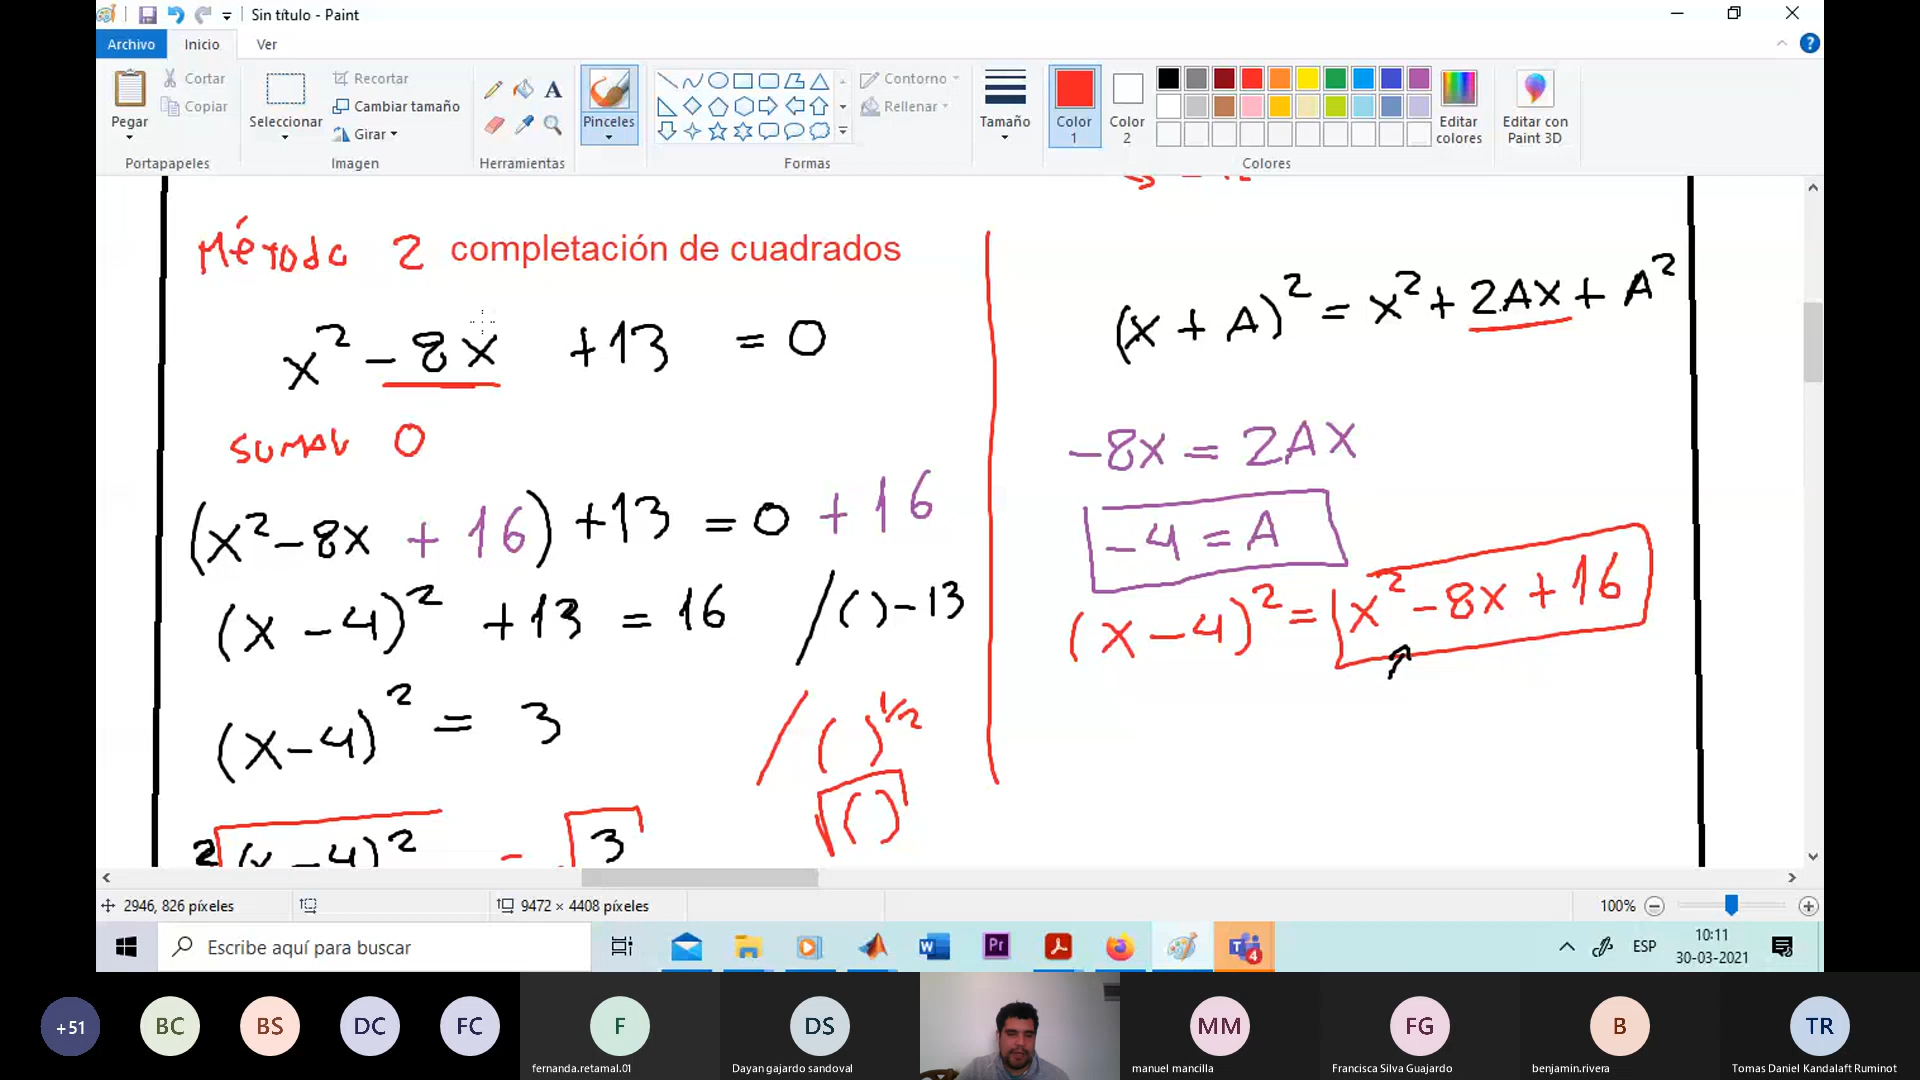 Sin título - Paint
Archivo Inicio Ver
Pegar
Cortar
Copiar
Portapapeles
Seleccionar
Recortar
Cambiar tamaño
Girar
Imagen
Herramientas
Pinceles
Formas
Contorno
Rellenar
Tamaño
Color 1
Color 2
Editar colores
Editar con Paint 3D
Colores
Método 2 completación de cuadrados
x² - 8x + 13 = 0
sumar 0
(x² - 8x + 16) + 13 = 0 + 16
(x - 4)² + 13 = 16 / ( ) - 13
(x - 4)² = 3 / ( )^1/2
√( )
²√(x - 4)² = √3
(x + A)² = x² + 2Ax + A²
-8x = 2Ax
-4 = A
(x - 4)² = x² - 8x + 16
2946, 826 píxeles
9472 × 4408 píxeles
100%
Escribe aquí para buscar
W
Pr
4
ESP
10:11
30-03-2021
+51
BC
BS
DC
FC
F
fernanda.retamal.01
DS
Dayan gajardo sandoval
MM
manuel mancilla
FG
Francisca Silva Guajardo
B
benjamin.rivera
TR
Tomas Daniel Kandalaft Ruminot